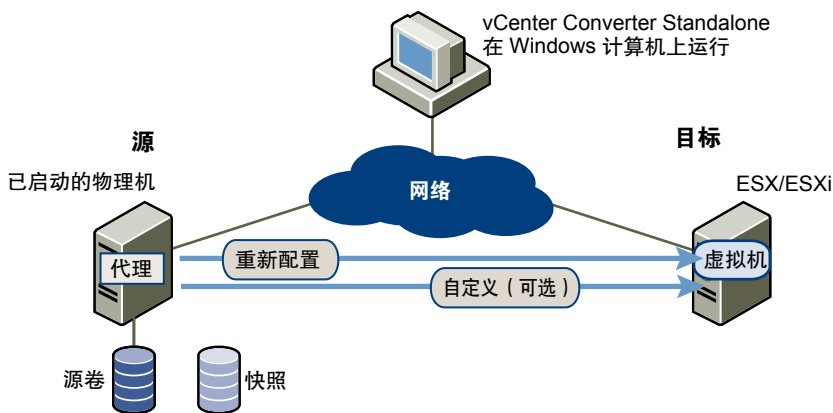 vCenter Converter Standalone
在 Windows 计算机上运行
源
目标
已启动的物理机
网络
ESX/ESXi
代理
重新配置
虚拟机
自定义（可选）
源卷
快照